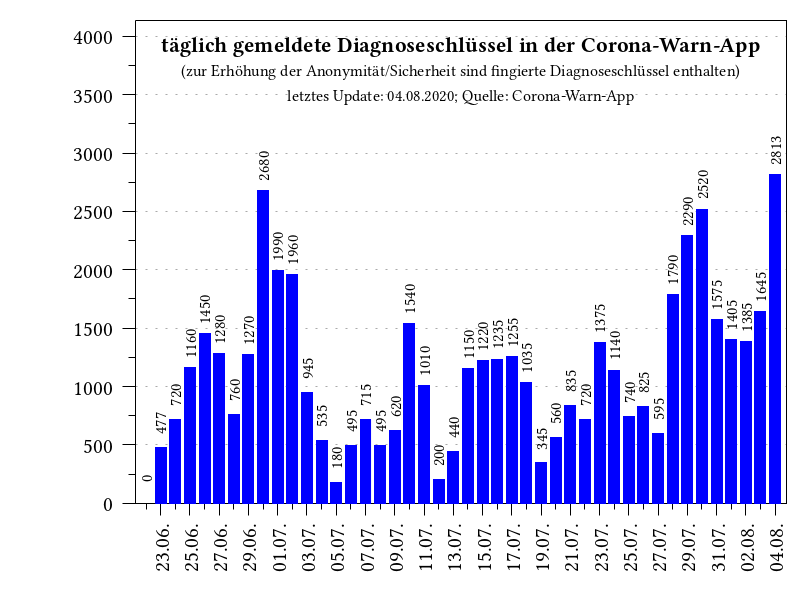 täglich gemeldete Diagnoseschlüssel in der Corona-Warn-App
(zur Erhöhung der Anonymität/Sicherheit sind fingierte Diagnoseschlüssel enthalten)
letztes Update: 04.08.2020; Quelle: Corona-Warn-App
4000
3500
3000
2500
2000
1500
1000
500
0
0 477 720 1160 1450 1280 760 1270 2680 1990 1960 945 535 180 495 715 495 620 1540 1010 200 440 1150 1220 1235 1255 1035 345 560 835 720 1375 1140 740 825 595 1790 2290 2520 1575 1405 1385 1645 2813
23.06. 25.06. 27.06. 29.06. 01.07. 03.07. 05.07. 07.07. 09.07. 11.07. 13.07. 15.07. 17.07. 19.07. 21.07. 23.07. 25.07. 27.07. 29.07. 31.07. 02.08. 04.08.